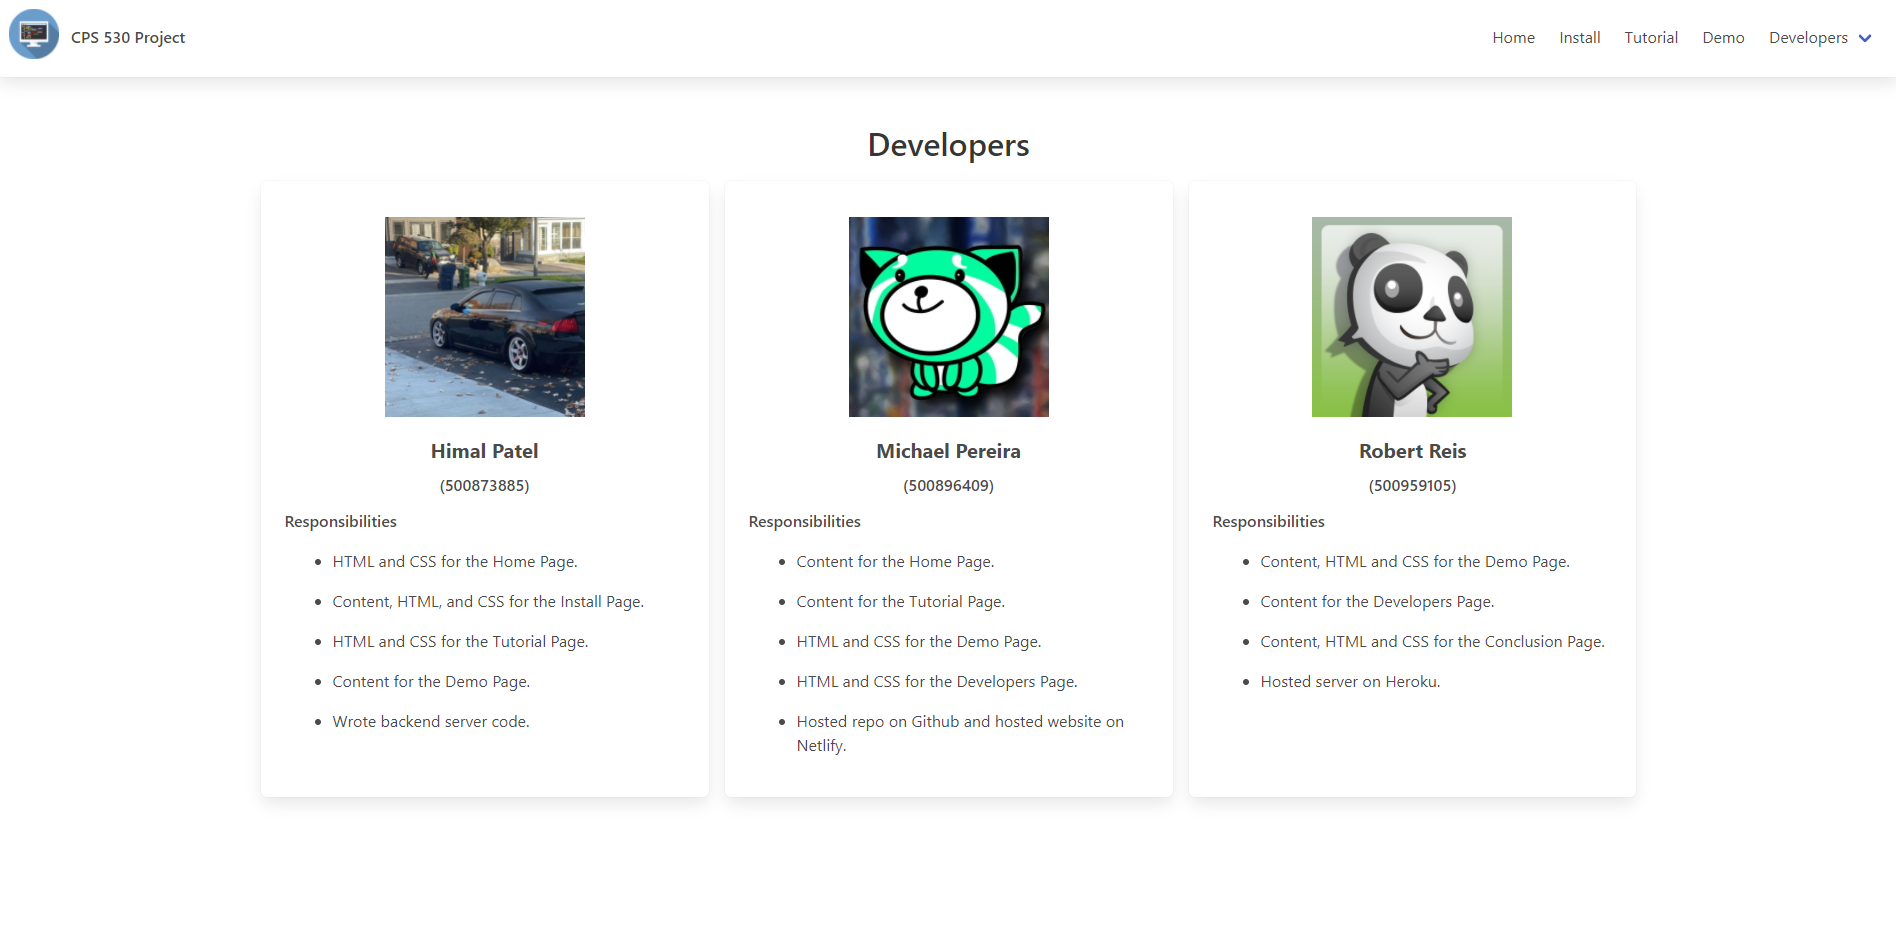 CPS 530 Project
Home Install Tutorial Demo Developers
Developers
Himal Patel
(500873885)
Responsibilities
• HTML and CSS for the Home Page.
• Content, HTML, and CSS for the Install Page.
• HTML and CSS for the Tutorial Page.
• Content for the Demo Page.
• Wrote backend server code.
Michael Pereira
(500896409)
Responsibilities
• Content for the Home Page.
• Content for the Tutorial Page.
• HTML and CSS for the Demo Page.
• HTML and CSS for the Developers Page.
• Hosted repo on Github and hosted website on
Netlify.
Robert Reis
(500959105)
Responsibilities
• Content, HTML and CSS for the Demo Page.
• Content for the Developers Page.
• Content, HTML and CSS for the Conclusion Page.
• Hosted server on Heroku.